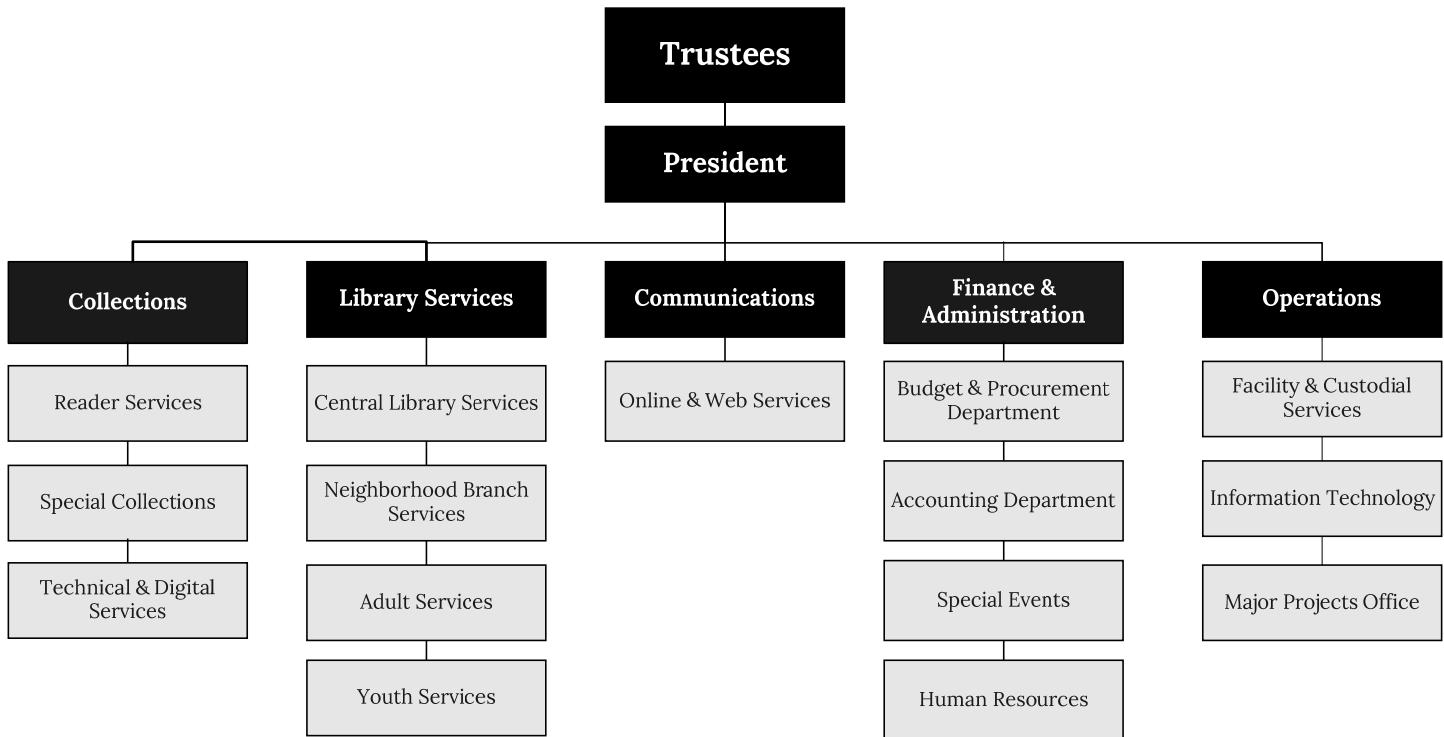 Trustees
President
Collections
Library Services
Communications
Finance &
Administration
Operations
Reader Services
Special Collections
Technical & Digital
Services
Central Library Services
Neighborhood Branch
Services
Adult Services
Youth Services
Online & Web Services
Budget & Procurement
Department
Accounting Department
Special Events
Human Resources
Facility & Custodial
Services
Information Technology
Major Projects Office